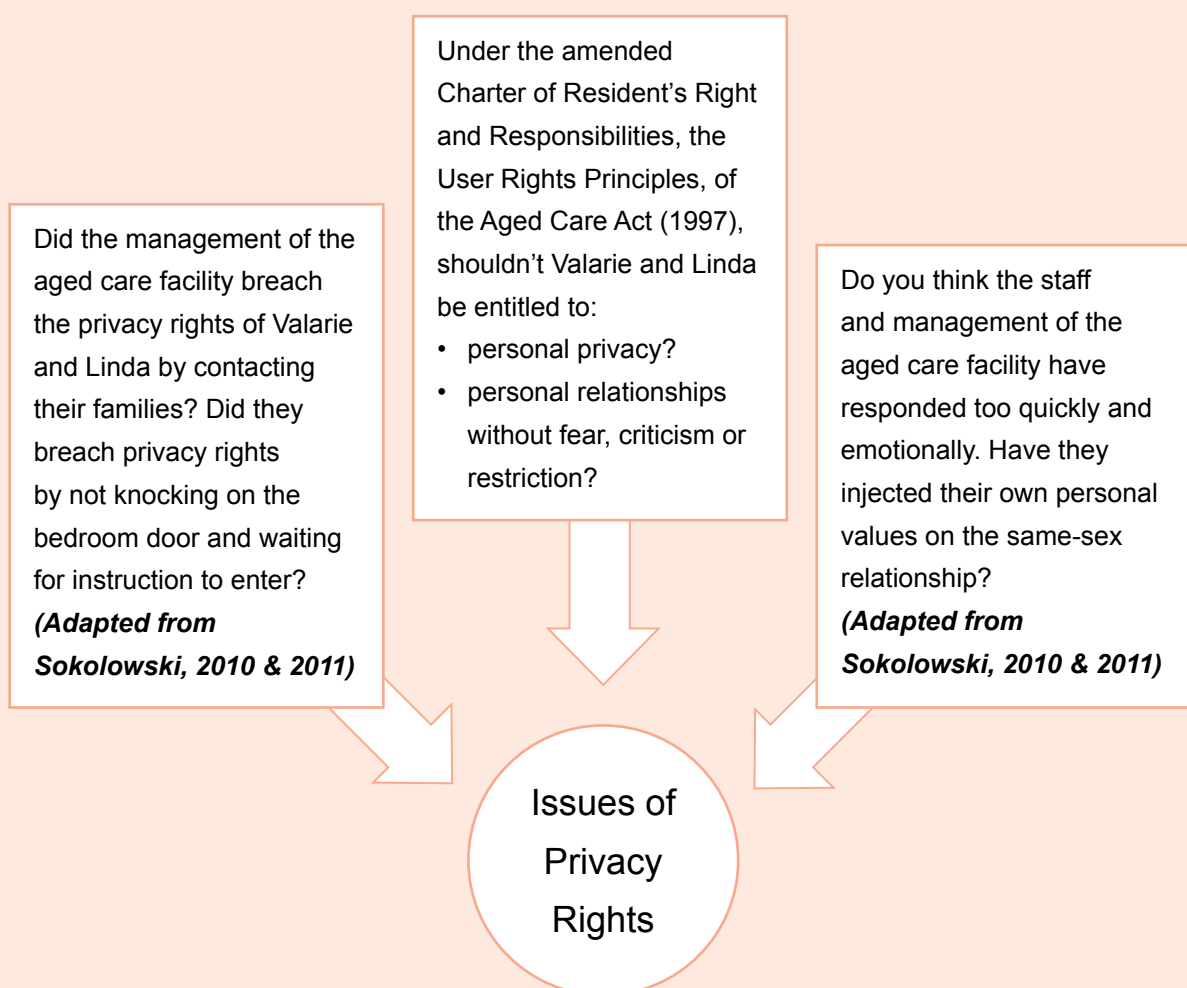 Did the management of the
aged care facility breach
the privacy rights of Valarie
and Linda by contacting
their families? Did they
breach privacy rights
by not knocking on the
bedroom door and waiting
for instruction to enter?
(Adapted from
Sokolowski, 2010 & 2011)
Under the amended
Charter of Resident’s Right
and Responsibilities, the
User Rights Principles, of
the Aged Care Act (1997),
shouldn’t Valarie and Linda
be entitled to:
• personal privacy?
• personal relationships
without fear, criticism or
restriction?
Do you think the staff
and management of the
aged care facility have
responded too quickly and
emotionally. Have they
injected their own personal
values on the same-sex
relationship?
(Adapted from
Sokolowski, 2010 & 2011)
Issues of
Privacy
Rights